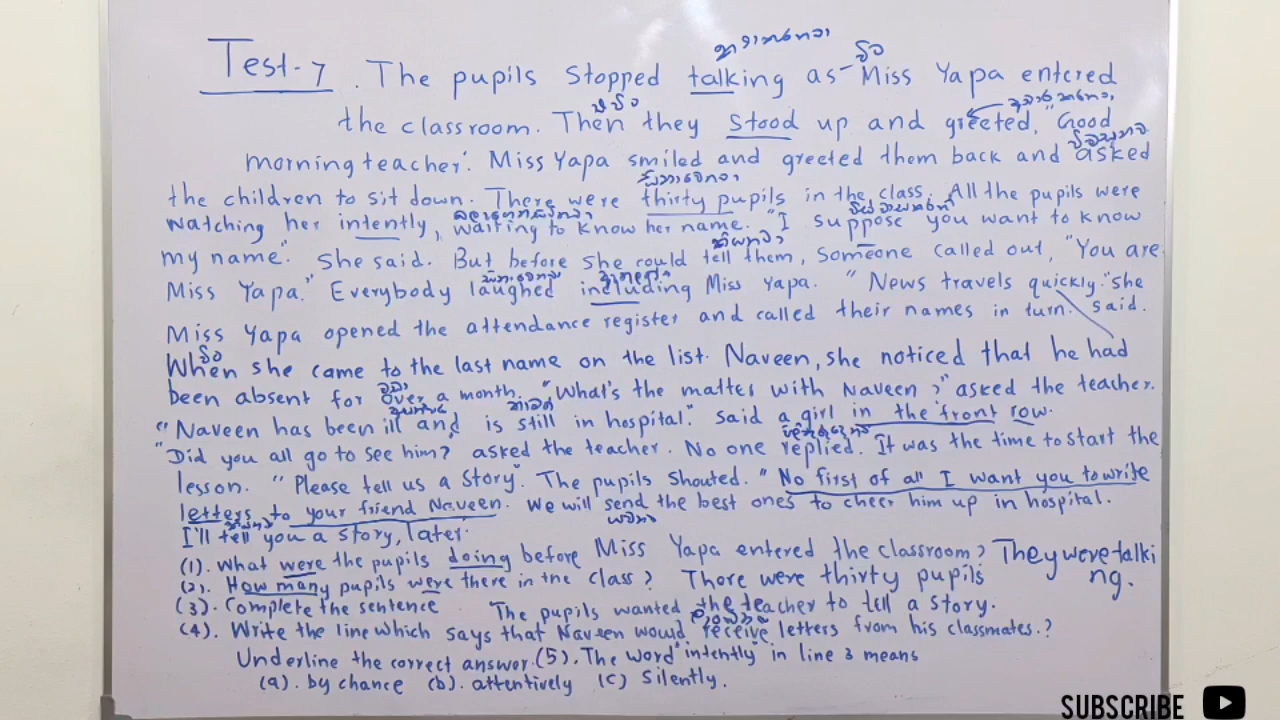 කතාකරනවා
Test-7. The pupils stopped talking as Miss Yapa entered
the classroom. Then they stood up and greeted, "Good
morning teacher". Miss Yapa smiled and greeted them back and asked
the children to sit down. There were thirty pupils in the class. All the pupils were
watching her intently, waiting to know her name. "I suppose you want to know
my name." she said. But before she could tell them, someone called out, "You are
Miss Yapa." Everybody laughed including Miss Yapa. "News travels quickly." she
said.
Miss Yapa opened the attendance register and called their names in turn.
When she came to the last name on the list. Naveen, she noticed that he had
been absent for over a month. "What's the matter with Naveen?" asked the teacher.
"Naveen has been ill and is still in hospital." said a girl in the front row.
"Did you all go to see him? asked the teacher. No one replied. It was the time to start the
lesson. "Please tell us a story". The pupils shouted. "No first of all I want you to write
letters to your friend Naveen. We will send the best ones to cheer him up in hospital.
I'll tell you a story, later.
(1). What were the pupils doing before Miss Yapa entered the classroom? They were talki
ng.
(2). How many pupils were there in the class? There were thirty pupils
(3). Complete the sentence The pupils wanted the teacher to tell a story.
(4). Write the line which says that Naveen would receive letters from his classmates.?
Underline the correct answer. (5). The word "intently" in line 3 means
(a). by chance (b). attentively (c) Silently.
SUBSCRIBE